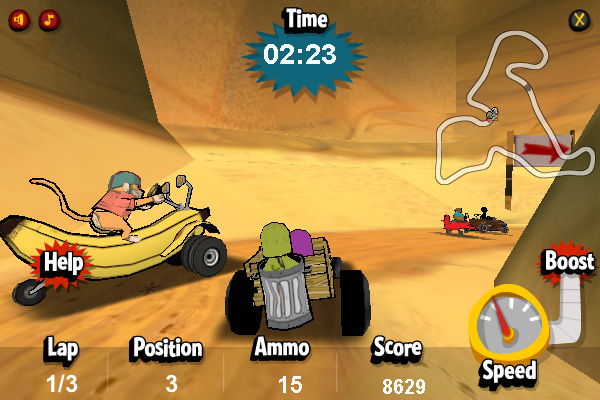 Time
02:23
X
Help
Boost
Lap
Position
Ammo
Score
Speed
1/3
3
15
8629